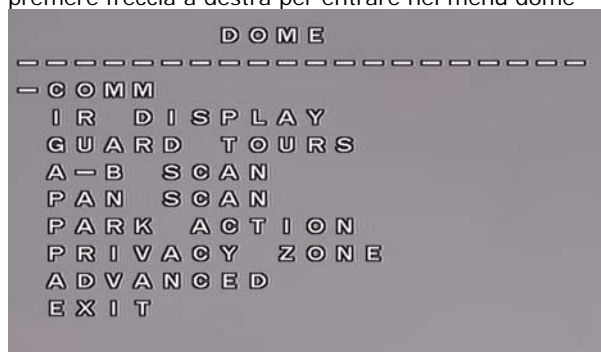 premere freccia a destra per entrare nel menu dome
DOME
--------------------
-COMM
IR DISPLAY
GUARD TOURS
A-B SCAN
PAN SCAN
PARK ACTION
PRIVACY ZONE
ADVANCED
EXIT